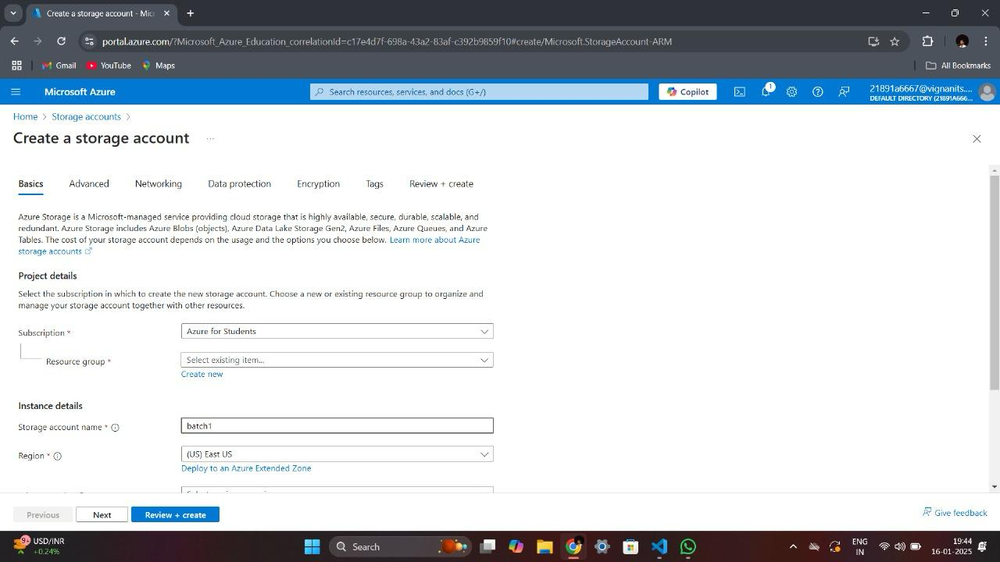 Create a storage account - Mic
portal.azure.com/?Microsoft_Azure_Education_correlationId=c17e4d7f-698a-43a2-83af-c392b9859f10#create/Microsoft.StorageAccount-ARM
Gmail YouTube Maps All Bookmarks
Microsoft Azure
Search resources, services, and docs (G+/)
Copilot
1
21891a6667@vignanits....
DEFAULT DIRECTORY (21891A666...
Home > Storage accounts >
Create a storage account ...
Basics Advanced Networking Data protection Encryption Tags Review + create
Azure Storage is a Microsoft-managed service providing cloud storage that is highly available, secure, durable, scalable, and
redundant. Azure Storage includes Azure Blobs (objects), Azure Data Lake Storage Gen2, Azure Files, Azure Queues, and Azure
Tables. The cost of your storage account depends on the usage and the options you choose below. Learn more about Azure
storage accounts
Project details
Select the subscription in which to create the new storage account. Choose a new or existing resource group to organize and
manage your storage account together with other resources.
Subscription * Azure for Students
Resource group * Select existing item...
Create new
Instance details
Storage account name * batch1
Region * (US) East US
Deploy to an Azure Extended Zone
Previous Next Review + create Give feedback
9+ USD/INR
+0.24%
Search
ENG
IN
19:44
16-01-2025